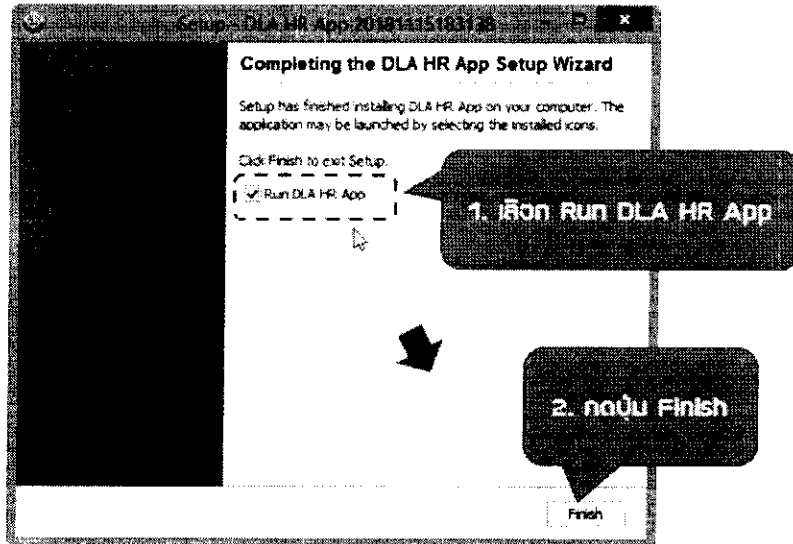 Setup - DLA HR App 20181115183138
Completing the DLA HR App Setup Wizard
Setup has finished installing DLA HR App on your computer. The
application may be launched by selecting the installed icons.
Click Finish to exit Setup.
Run DLA HR App
1. เลือก Run DLA HR App
2. กดปุ่ม Finish
Finish